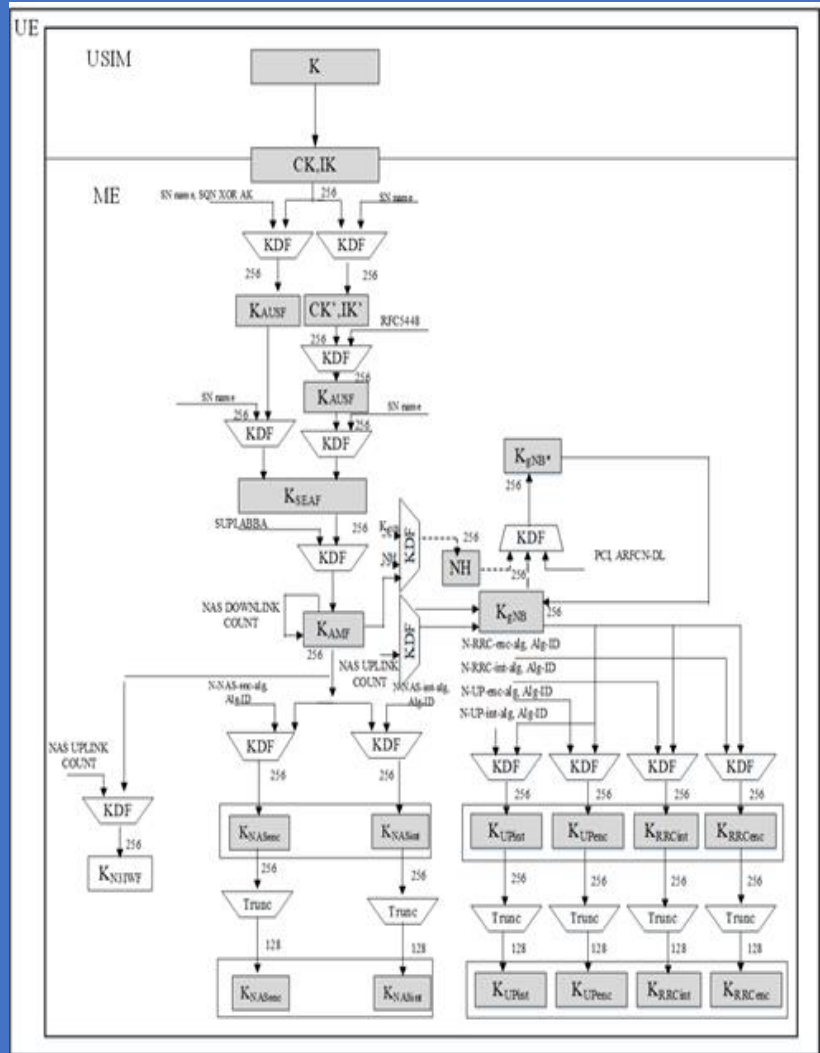 UE
USIM
K
CK,IK
ME
SN name, SQN XOR AK
256
SN name
KDF
KDF
256
256
KAUSF
CK',IK'
RFC5448
256
KDF
256
KAUSF
SN name
SN name
256
256
KDF
KDF
KgNB*
256
KSEAF
SUPI,ABBA
256
KDF
KDF
256
KDF
NH
256
PCI, ARFCN-DL
NAS DOWNLINK
COUNT
KAMF
256
KDF
KgNB
256
NAS UPLINK
COUNT
N-RRC-enc-alg, Alg-ID
N-RRC-int-alg, Alg-ID
N-UP-enc-alg, Alg-ID
N-UP-int-alg, Alg-ID
N-NAS-enc-alg,
Alg-ID
N-NAS-int-alg,
Alg-ID
NAS UPLINK
COUNT
KDF
KDF
KDF
KDF
KDF
KDF
KDF
256
256
256
256
256
256
256
KN3IWF
KNASenc
KNASint
KUPint
KUPenc
KRRCint
KRRCenc
256
256
256
256
256
256
Trunc
Trunc
Trunc
Trunc
Trunc
Trunc
128
128
128
128
128
128
KNASenc
KNASint
KUPint
KUPenc
KRRCint
KRRCenc